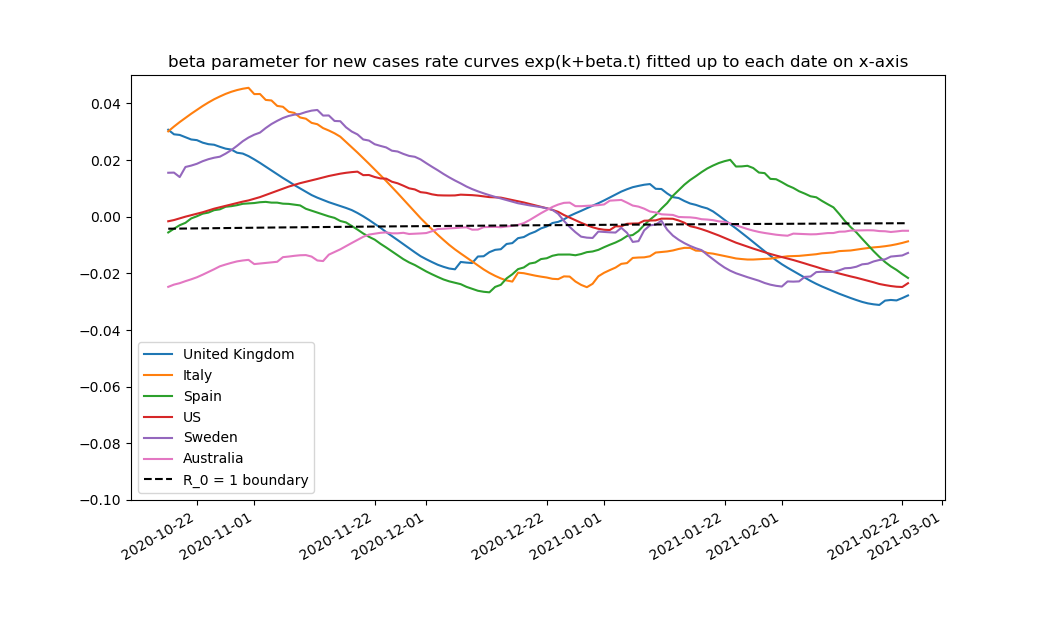 beta parameter for new cases rate curves exp(k+beta.t) fitted up to each date on x-axis
0.04
0.02
0.00
−0.02
−0.04
−0.06
−0.08
−0.10
United Kingdom
Italy
Spain
US
Sweden
Australia
R_0 = 1 boundary
2020-10-22
2020-11-01
2020-11-22
2020-12-01
2020-12-22
2021-01-01
2021-01-22
2021-02-01
2021-02-22
2021-03-01